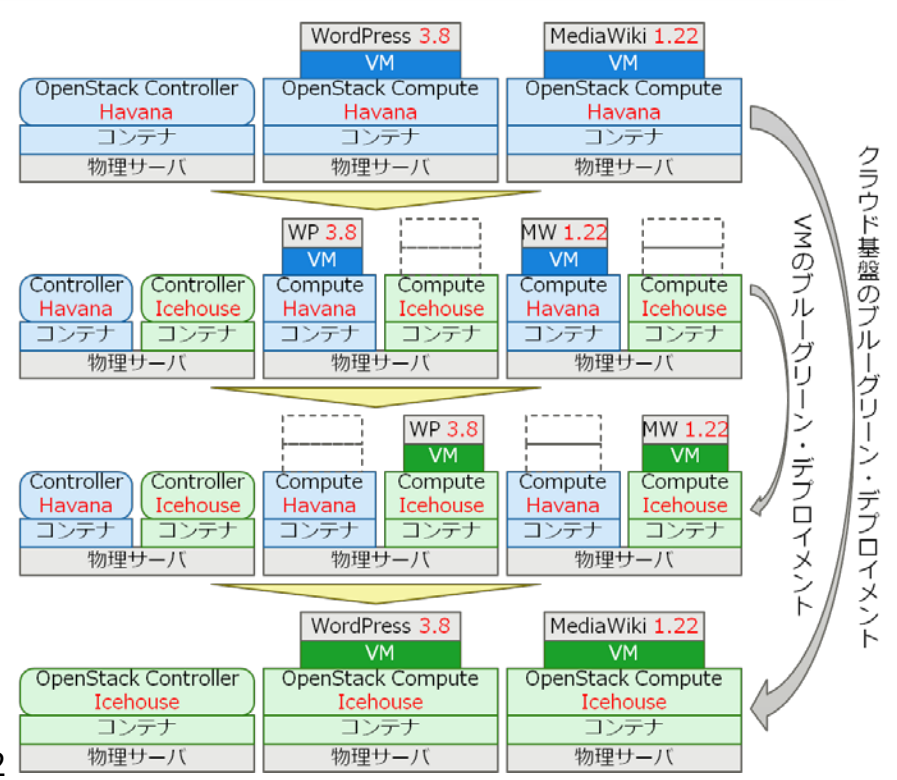 WordPress 3.8
VM
MediaWiki 1.22
VM
OpenStack Controller
Havana
コンテナ
物理サーバ
OpenStack Compute
Havana
コンテナ
物理サーバ
OpenStack Compute
Havana
コンテナ
物理サーバ
WP 3.8
VM
MW 1.22
VM
Controller
Havana
コンテナ
Controller
Icehouse
コンテナ
物理サーバ
Compute
Havana
コンテナ
Compute
Icehouse
コンテナ
物理サーバ
Compute
Havana
コンテナ
Compute
Icehouse
コンテナ
物理サーバ
WP 3.8
VM
MW 1.22
VM
Controller
Havana
コンテナ
Controller
Icehouse
コンテナ
物理サーバ
Compute
Havana
コンテナ
Compute
Icehouse
コンテナ
物理サーバ
Compute
Havana
コンテナ
Compute
Icehouse
コンテナ
物理サーバ
WordPress 3.8
VM
MediaWiki 1.22
VM
OpenStack Controller
Icehouse
コンテナ
物理サーバ
OpenStack Compute
Icehouse
コンテナ
物理サーバ
OpenStack Compute
Icehouse
コンテナ
物理サーバ
VMのブルーグリーン・デプロイメント
クラウド基盤のブルーグリーン・デプロイメント
2